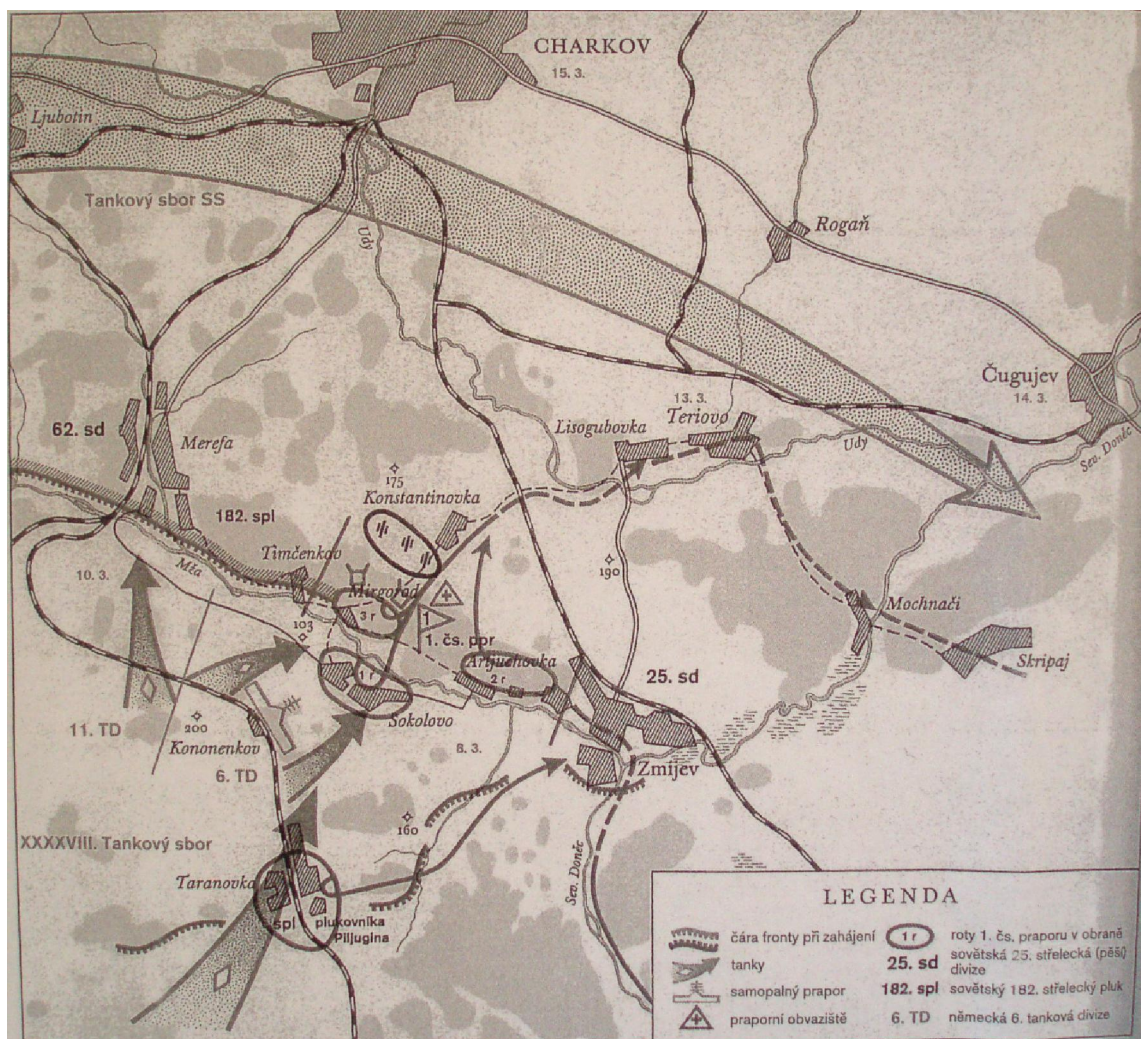 CHARKOV
15. 3.
Ljubotin
Tankový sbor SS
Udy
Rogaň
Čugujev
14. 3.
13. 3.
Teriovo
Lisogubovka
62. sd
Merefa
Udy
Sev. Doněc
175
Konstantinovka
182. spl
Timčenkov
190
10. 3.
Mža
Mirgorad
3 r
103
1
1. čs. ppr
Mochnači
Artjuchovka
2 r
1 r
25. sd
Skripaj
Sokolovo
11. TD
200
Kononenkov
8. 3.
6. TD
Zmijev
160
XXXXVIII. Tankový sbor
Sev. Doněc
Taranovka
spl
plukovníka
Piljugina
LEGENDA
čára fronty při zahájení
tanky
samopalný prapor
praporní obvaziště
1 r
roty 1. čs. praporu v obraně
25. sd
sovětská 25. střelecká (pěší)
divize
182. spl
sovětský 182. střelecký pluk
6. TD
německá 6. tanková divize